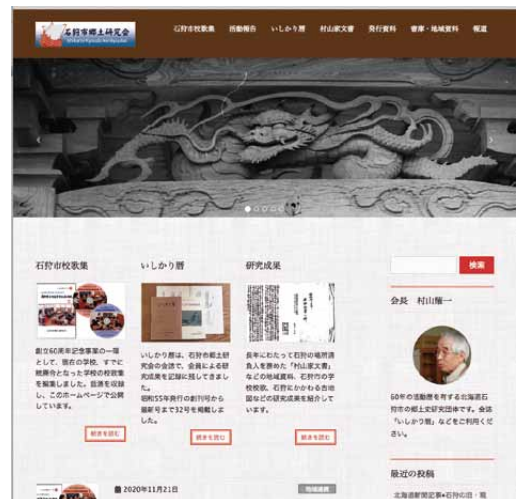 石狩市郷土研究会
石狩市校歌集 活動報告 いしかり暦 村山家文書 発行資料 書庫・地域資料 報道
石狩市校歌集
創立60周年記念事業の一環
として、現在の学校、すでに
統廃合となった学校の校歌
を編集しました。音源を収録
し、このホームページで公開
しています。
続きを読む
いしかり暦
いしかり暦は、石狩市郷土研
究会の会誌で、会員による研
究成果を記録に残してきまし
た。
昭和55年発行の創刊号から
最新号まで32号を掲載しま
した。
続きを読む
研究成果
長年にわたって石狩の場所請
負人を務めた「村山家文書」
などの地域資料、石狩市の学
校校歌、石狩にかかわる古地
図などの研究成果を紹介して
います。
続きを読む
検索
会長 村山耀一
60年の活動歴を有する北海道石
狩市の郷土史研究団体です。会誌
「いしかり暦」などをご利用くだ
さい。
最近の投稿
北海道新聞記事●石狩の旧・現
2020年11月21日
地域連携